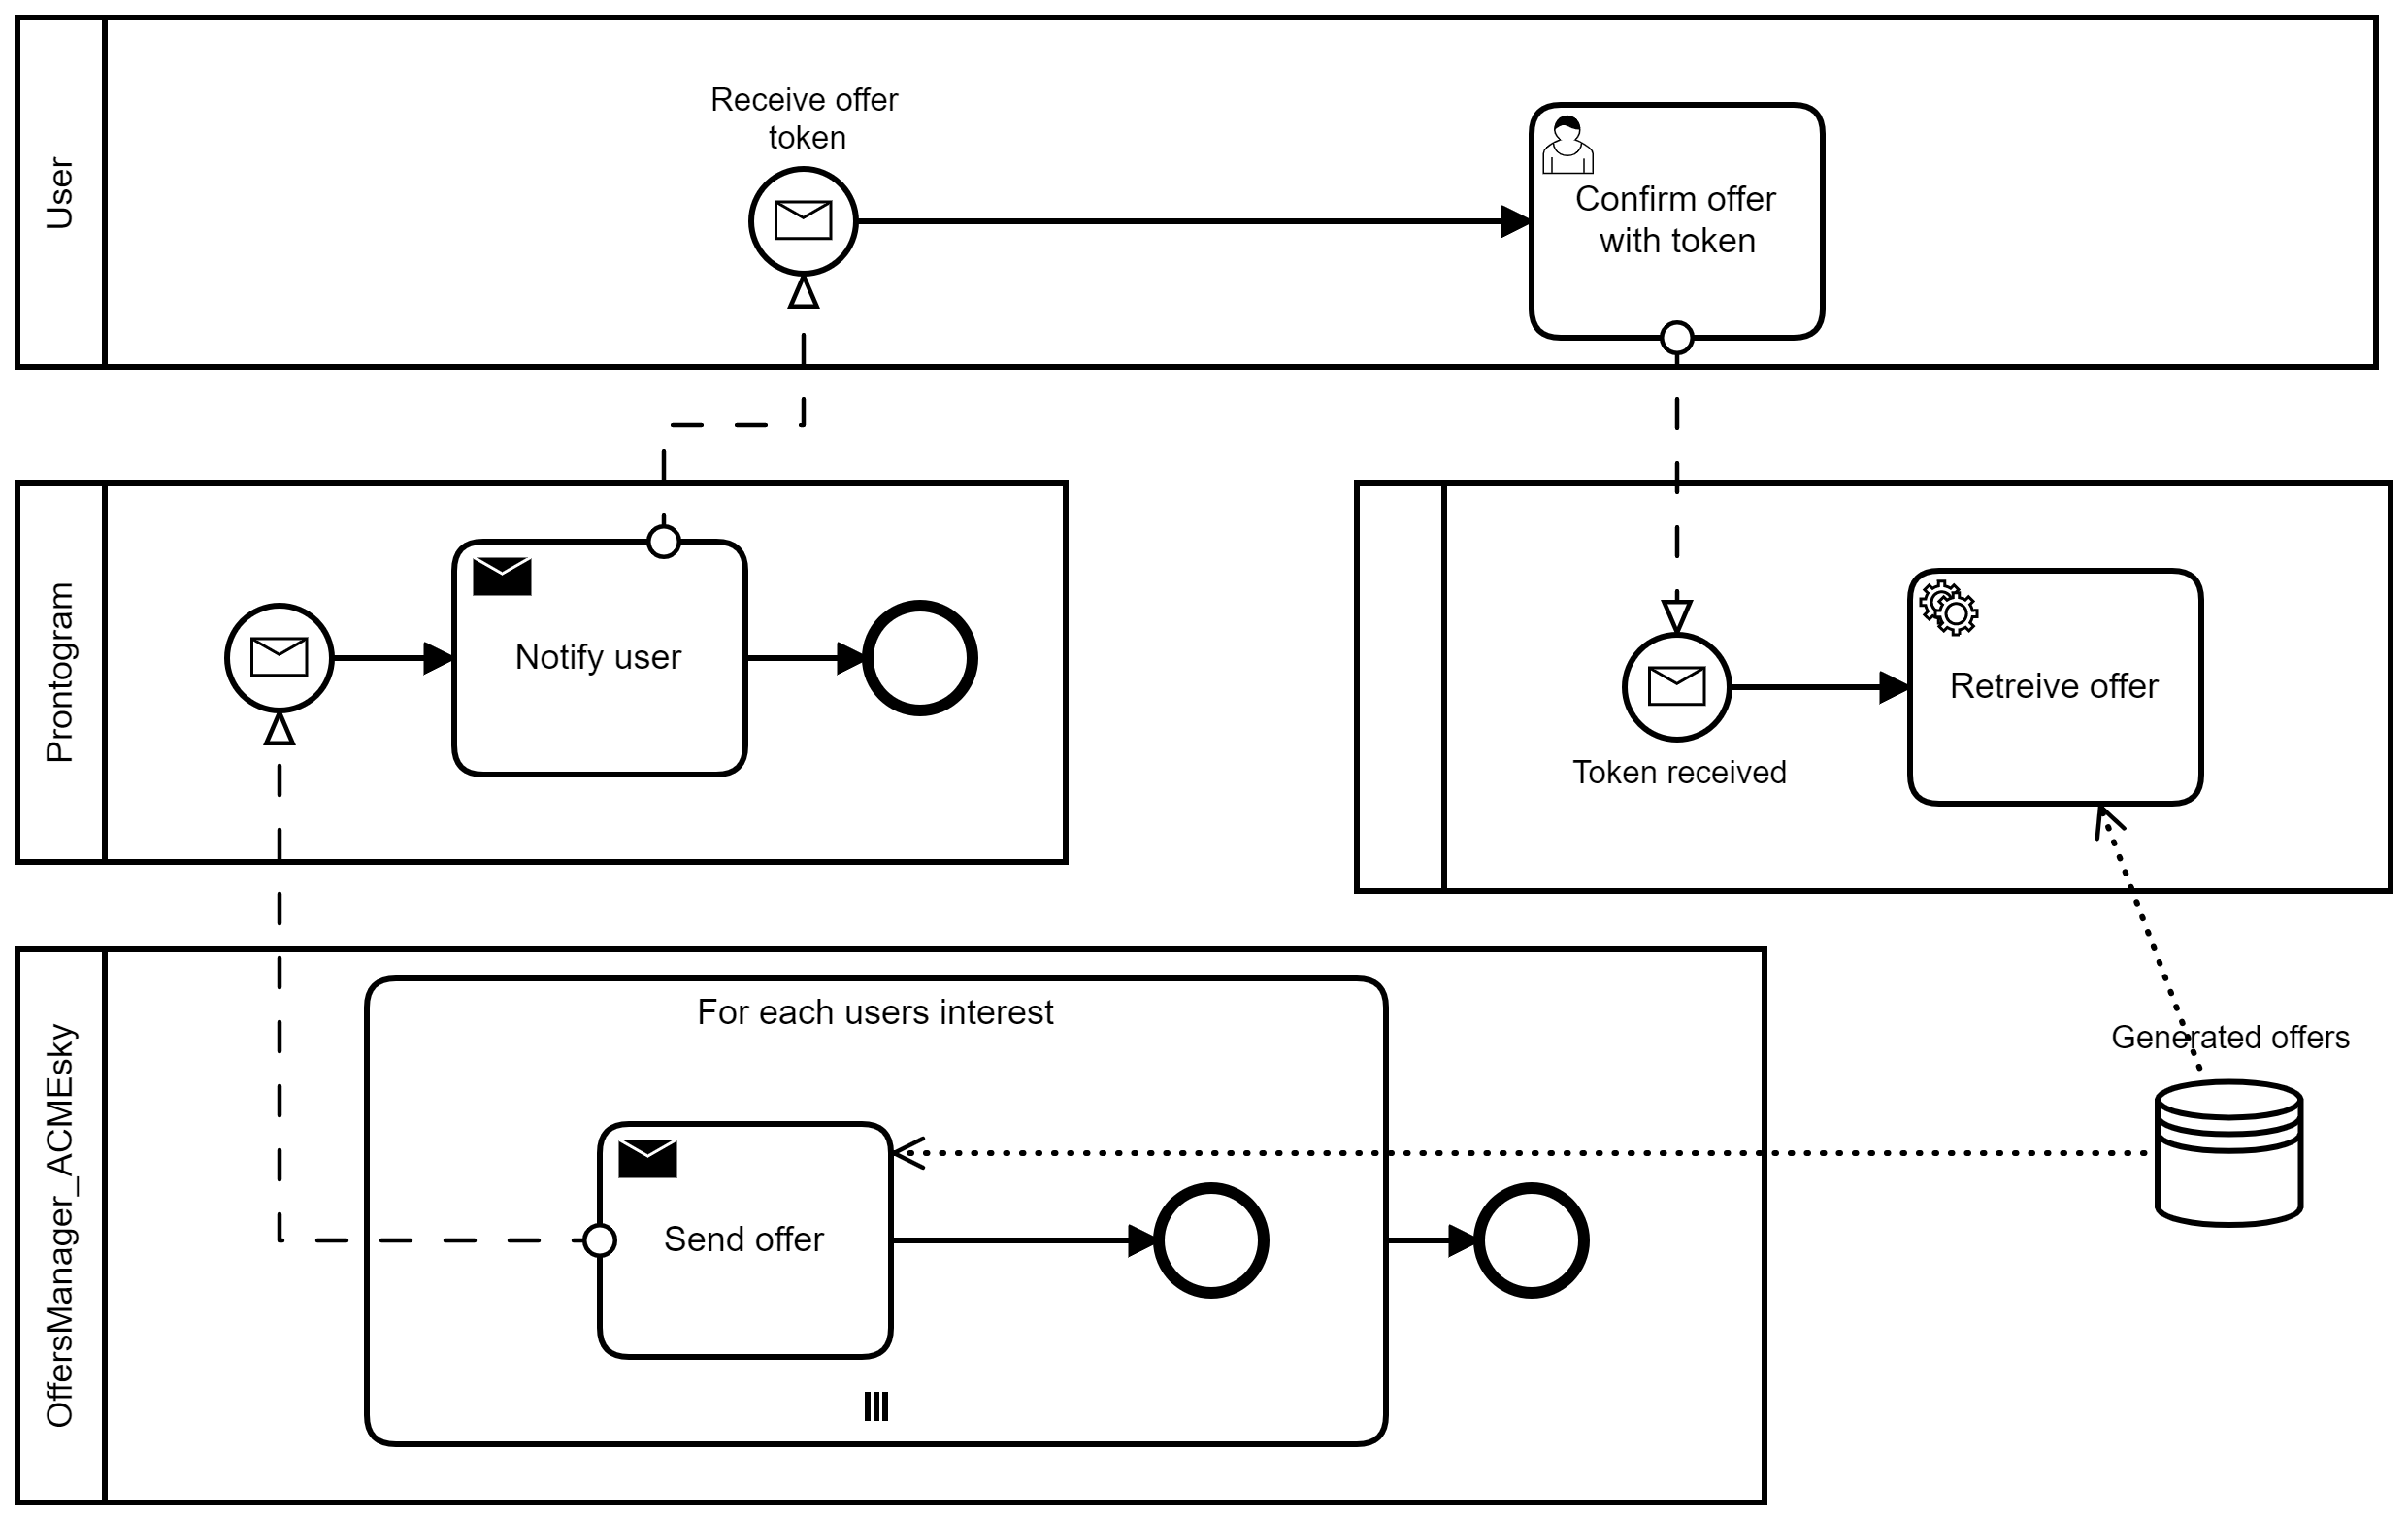 User
Receive offer
token
Confirm offer
with token
Prontogram
Notify user
Token received
Retreive offer
OffersManager_ACMEsky
For each users interest
Send offer
Generated offers